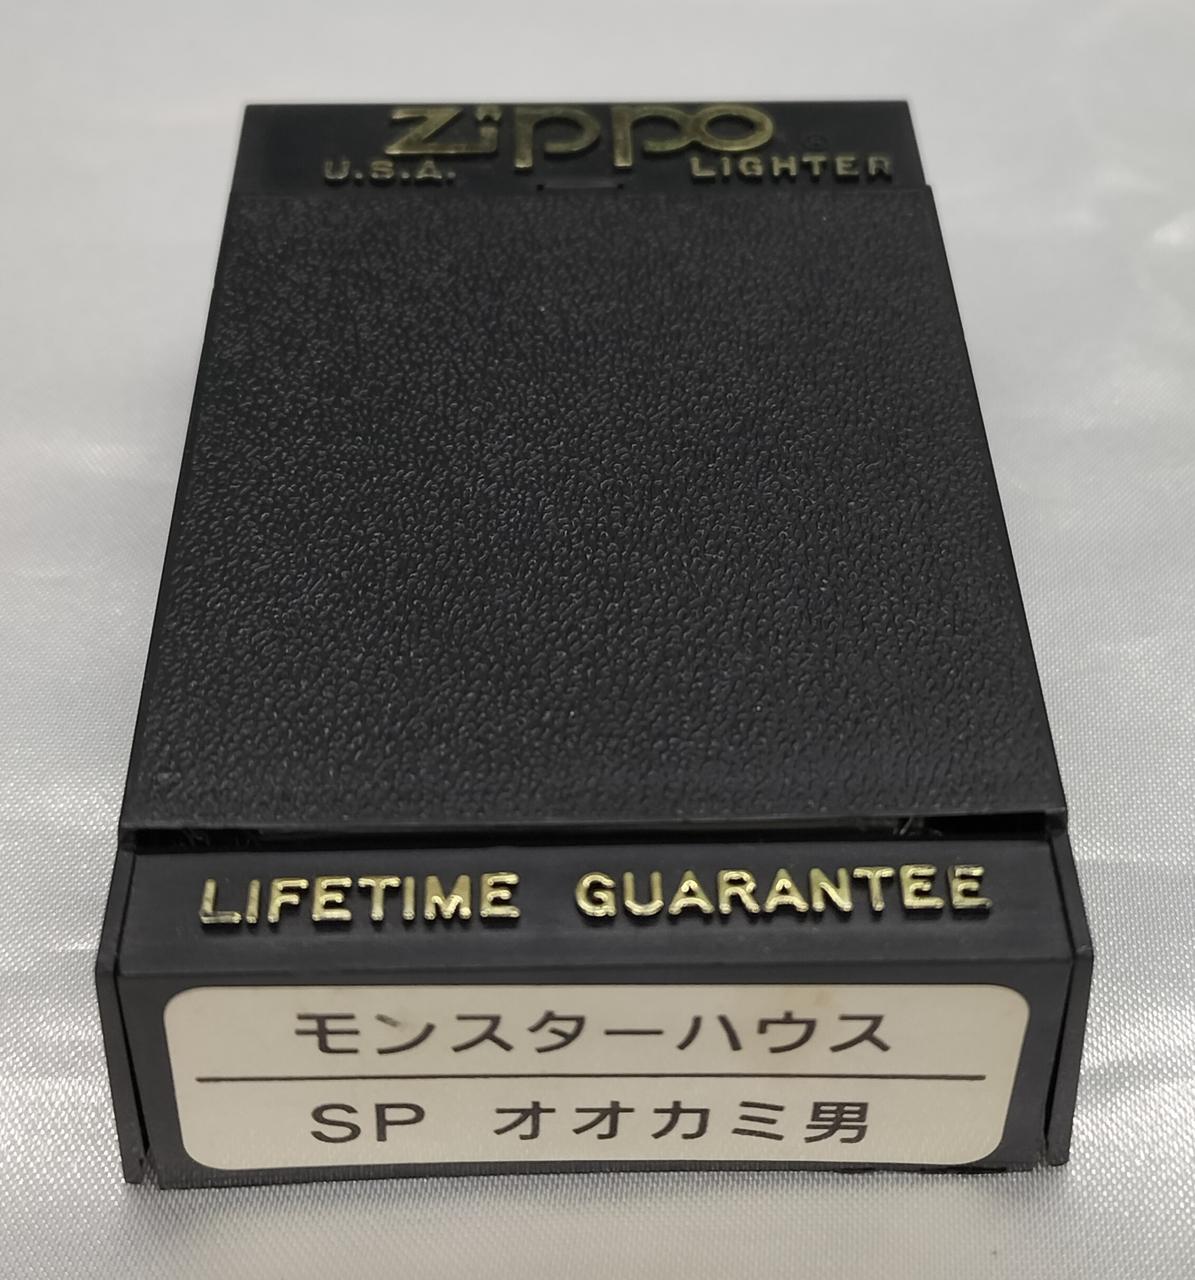 Zippo ®
U.S.A. LIGHTER
LIFETIME GUARANTEE
モンスターハウス
SP オオカミ男